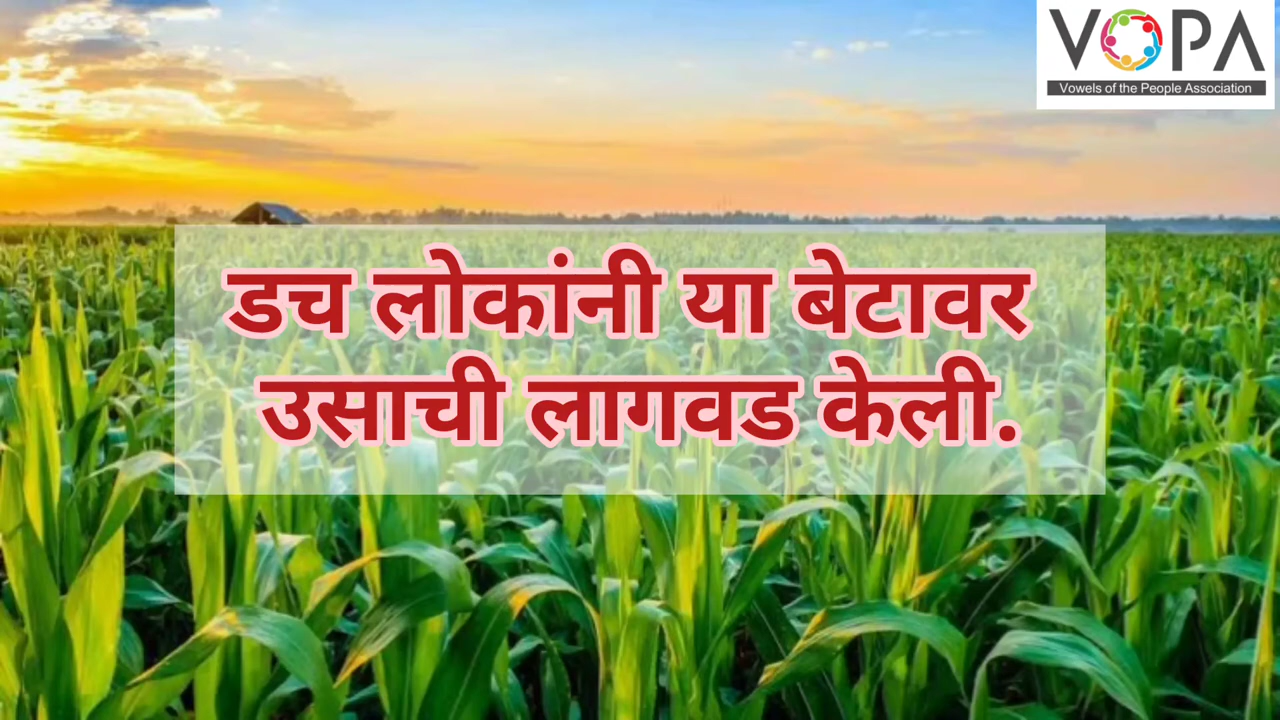 VOPA
Vowels of the People Association
डच लोकांनी या बेटावर
उसाची लागवड केली.